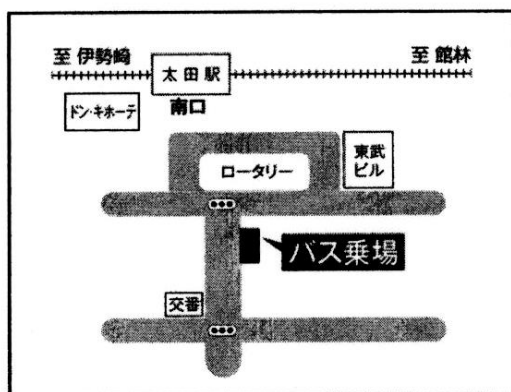 至 伊勢崎
至 館林
太田駅
南口
ドン・キホーテ
東武
ビル
ロータリー
バス乗場
交番